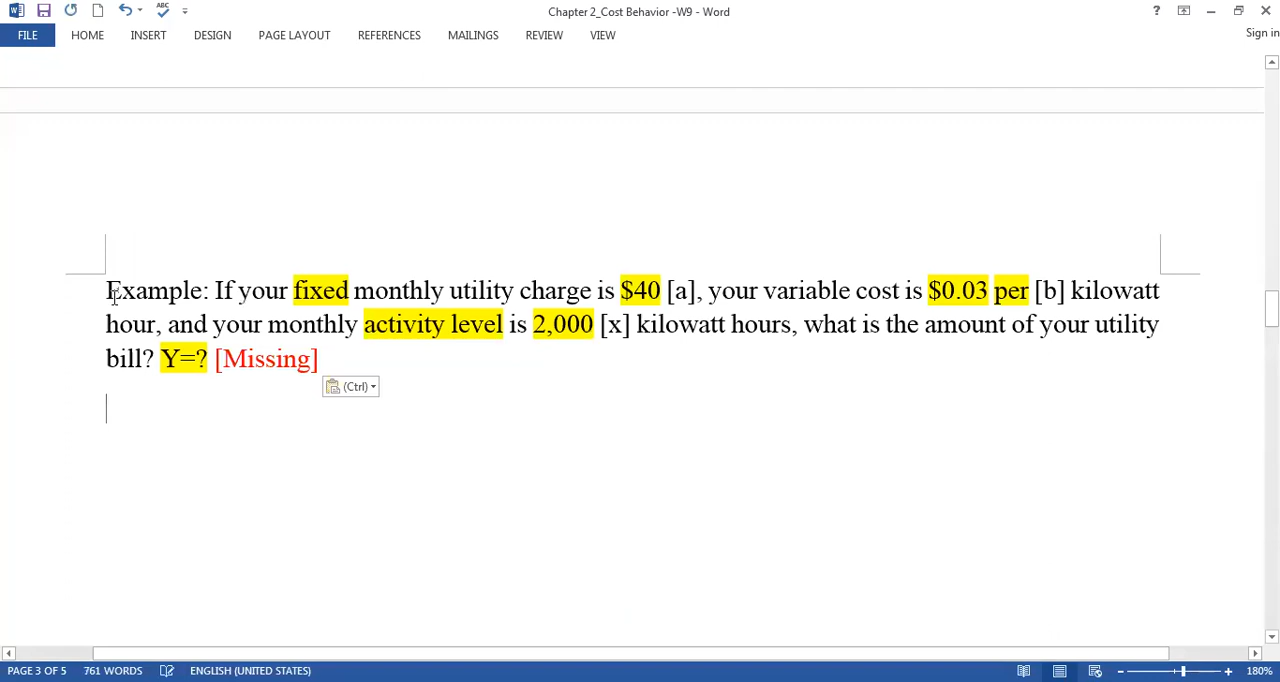 Chapter 2_Cost Behavior -W9 - Word
ABC
?
Sign in
FILE HOME INSERT DESIGN PAGE LAYOUT REFERENCES MAILINGS REVIEW VIEW
Example: If your fixed monthly utility charge is $40 [a], your variable cost is $0.03 per [b] kilowatt
hour, and your monthly activity level is 2,000 [x] kilowatt hours, what is the amount of your utility
bill? Y=? [Missing]
(Ctrl)
PAGE 3 OF 5 761 WORDS ENGLISH (UNITED STATES) 180%